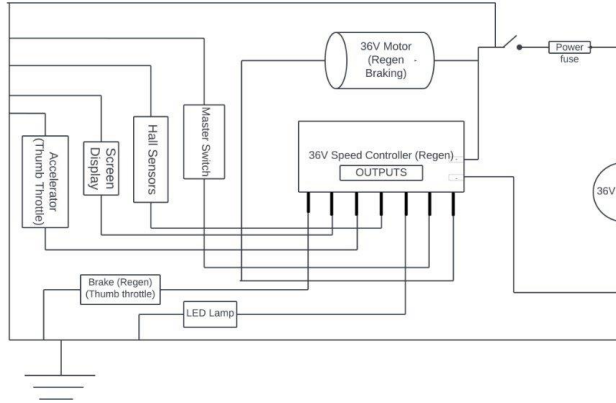 36V Motor
(Regen -
Braking)
Power
fuse
36V Speed Controller (Regen)
OUTPUTS
36V
Accelerator
(Thumb Throttle)
Screen
Display
Hall Sensors
Master Switch
Brake (Regen)
(Thumb throttle)
LED Lamp